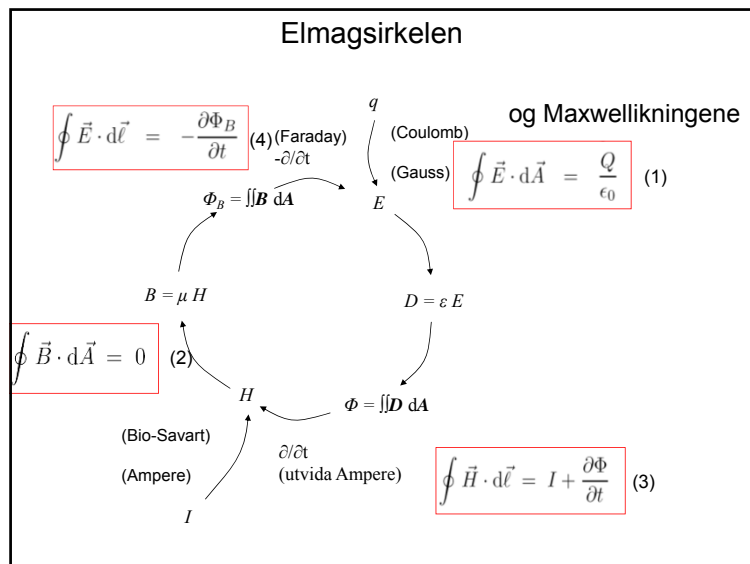 Elmagsirkelen
og Maxwellikningene
q
(Coulomb)
(Gauss)
∮ E⃗ · dA⃗ = Q/ϵ₀ (1)
∮ E⃗ · dℓ⃗ = −∂Φ_B/∂t (4)
(Faraday)
-∂/∂t
Φ_B = ∫∫B dA
E
B = μ H
D = ε E
∮ B⃗ · dA⃗ = 0 (2)
H
Φ = ∫∫D dA
(Bio-Savart)
(Ampere)
∂/∂t
(utvida Ampere)
∮ H⃗ · dℓ⃗ = I + ∂Φ/∂t (3)
I